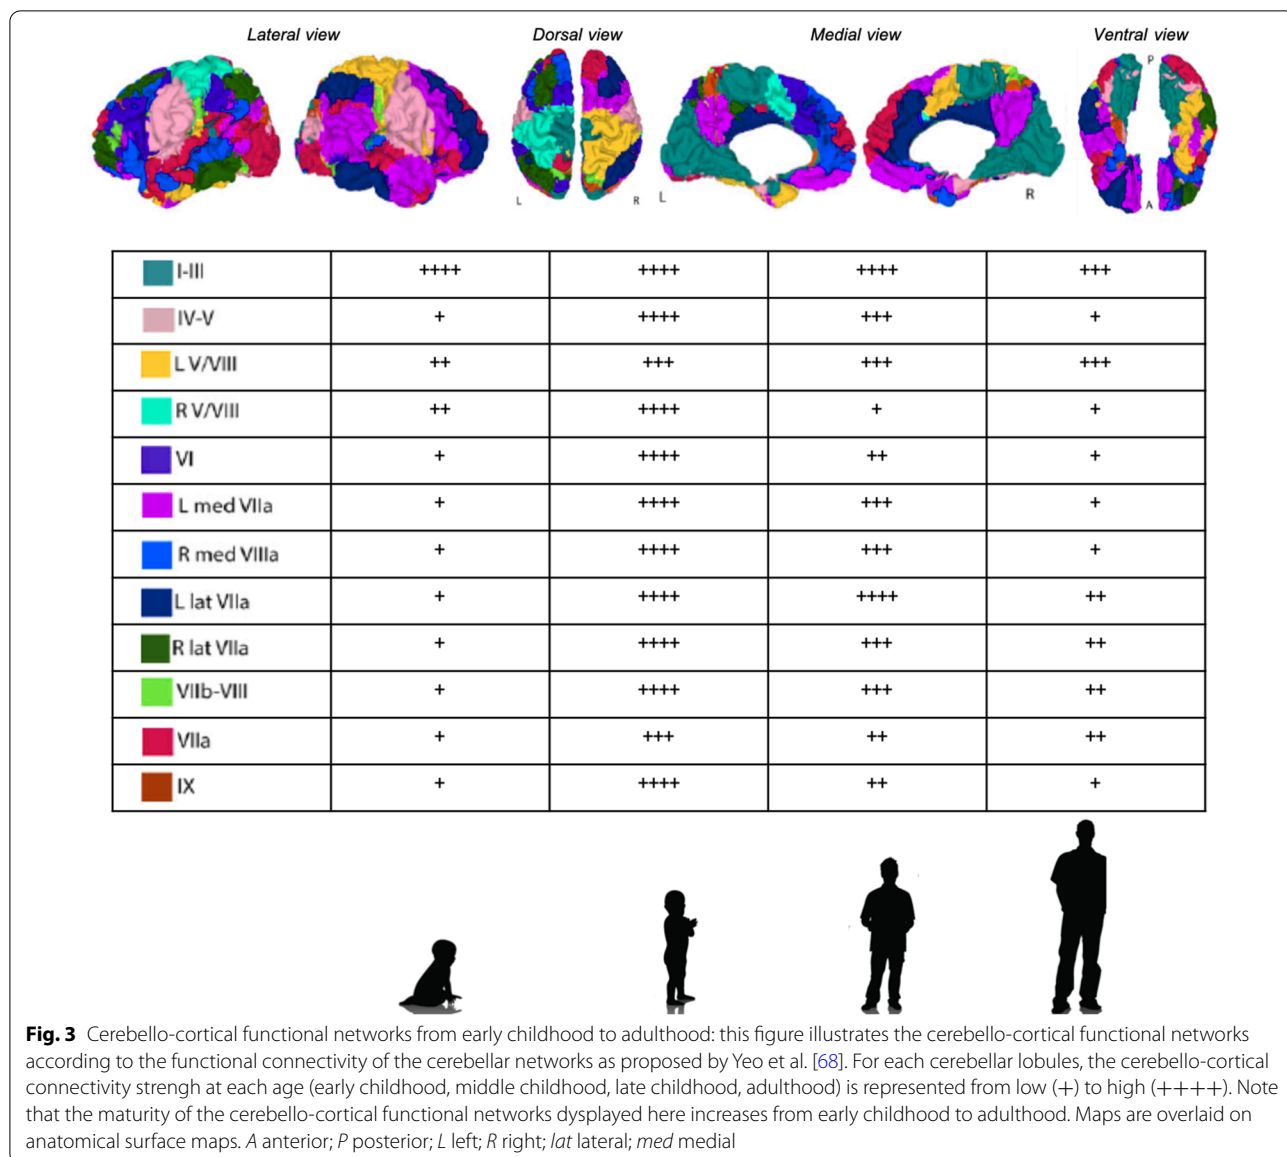 Lateral view Dorsal view Medial view Ventral view
P
L R L R A
I-III ++++ ++++ ++++ +++
IV-V + ++++ +++ +
L V/VIII ++ +++ +++ +++
R V/VIII ++ ++++ + +
VI + ++++ ++ +
L med VIIa + ++++ +++ +
R med VIIIa + ++++ +++ +
L lat VIIa + ++++ ++++ ++
R lat VIIa + ++++ +++ ++
VIIb-VIII + ++++ +++ ++
VIIa + +++ ++ ++
IX + ++++ ++ +
Fig. 3 Cerebello-cortical functional networks from early childhood to adulthood: this figure illustrates the cerebello-cortical functional networks
according to the functional connectivity of the cerebellar networks as proposed by Yeo et al. [68]. For each cerebellar lobules, the cerebello-cortical
connectivity strengh at each age (early childhood, middle childhood, late childhood, adulthood) is represented from low (+) to high (++++). Note
that the maturity of the cerebello-cortical functional networks dysplayed here increases from early childhood to adulthood. Maps are overlaid on
anatomical surface maps. A anterior; P posterior; L left; R right; lat lateral; med medial